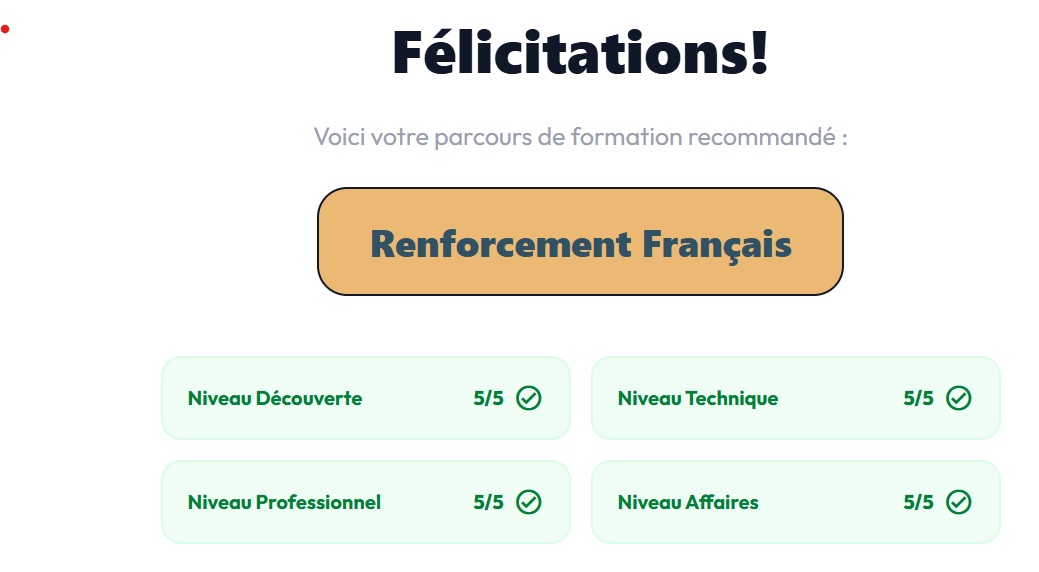 Félicitations!
Voici votre parcours de formation recommandé :
Renforcement Français
Niveau Découverte 5/5
Niveau Technique 5/5
Niveau Professionnel 5/5
Niveau Affaires 5/5